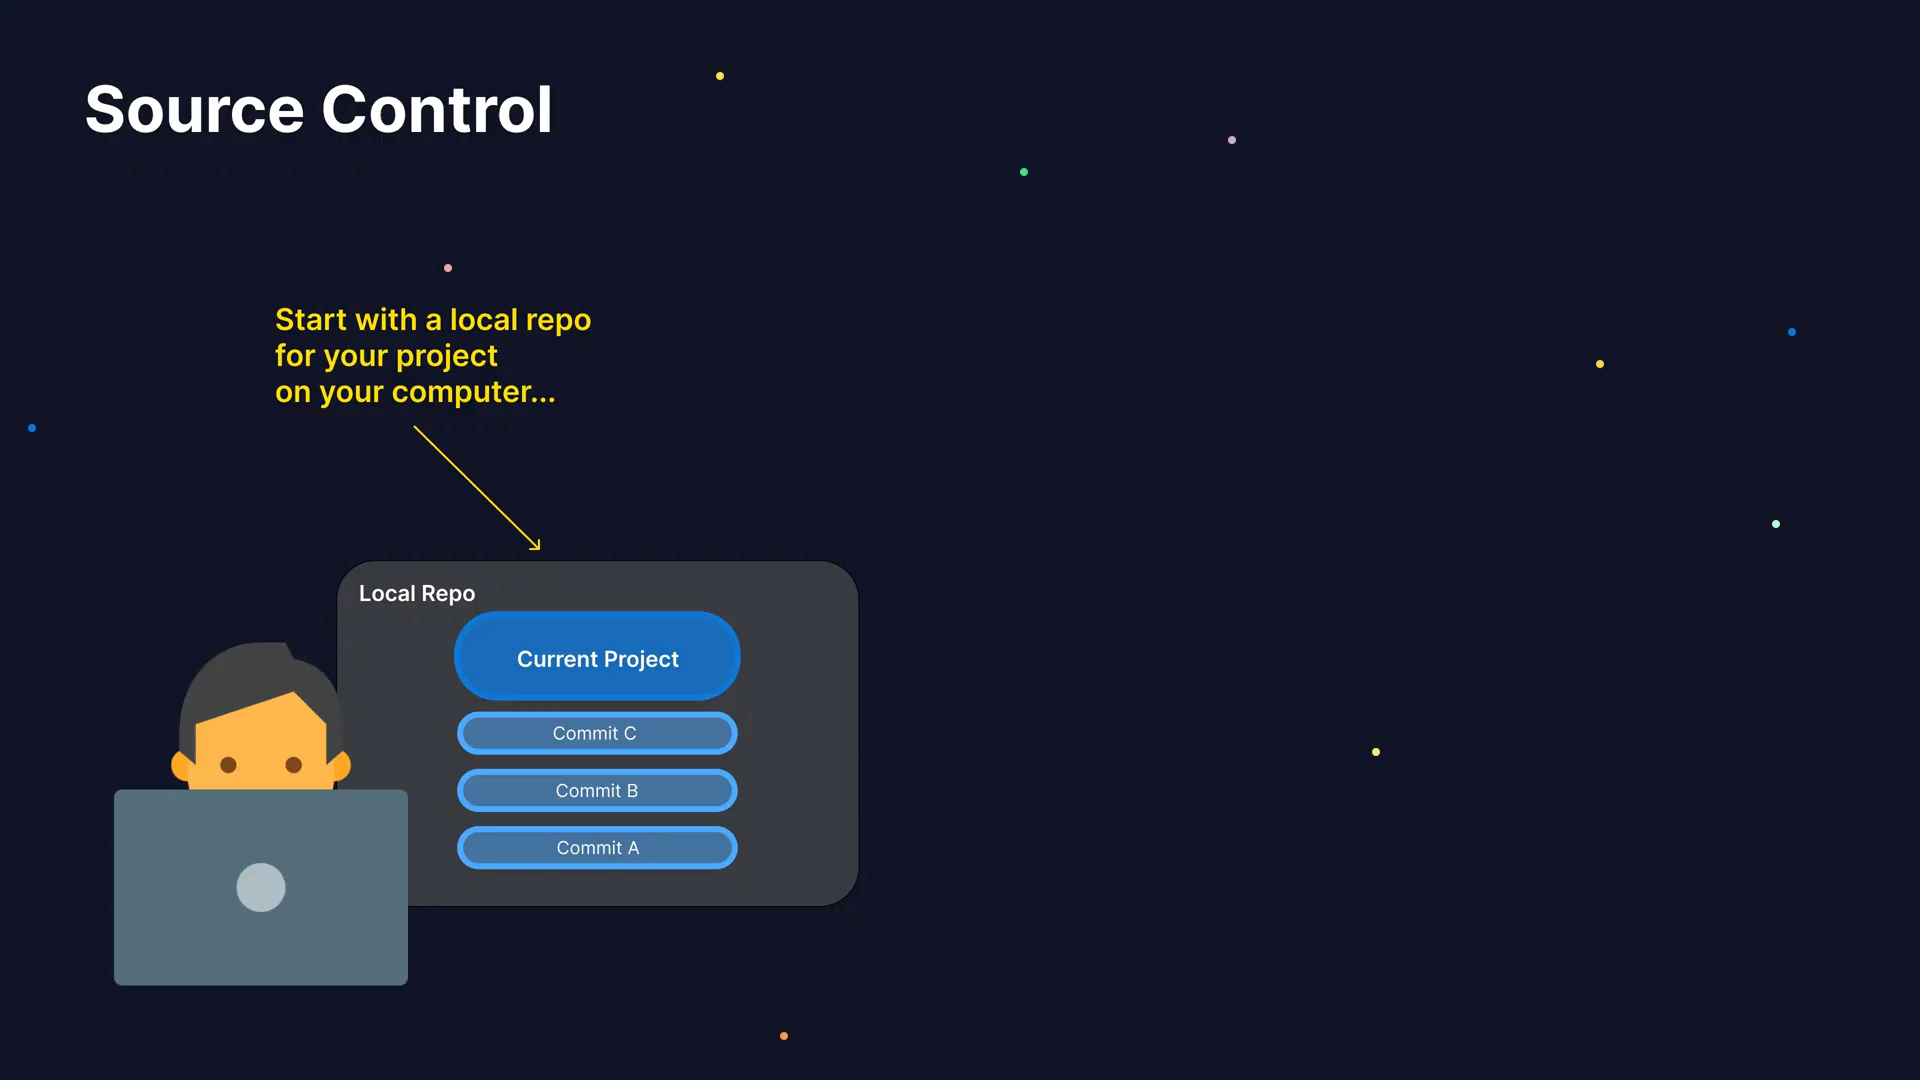 Source Control
Start with a local repo
for your project
on your computer...
Local Repo
Current Project
Commit C
Commit B
Commit A